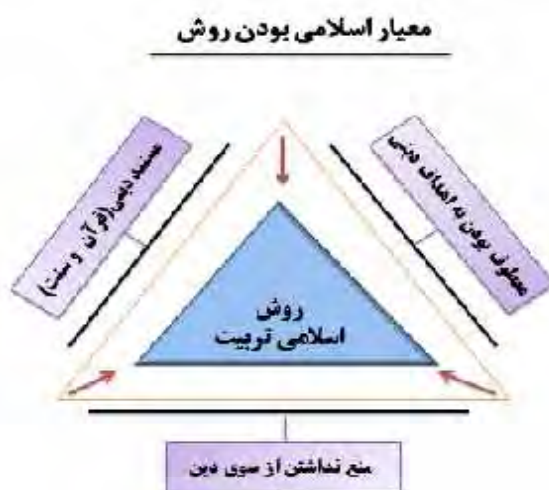 معیار اسلامی بودن روش
معطوف بودن به اهداف دینی
مستند دینی(قرآن و سنت)
روش
اسلامی تربیت
منع نداشتن از سوی دین